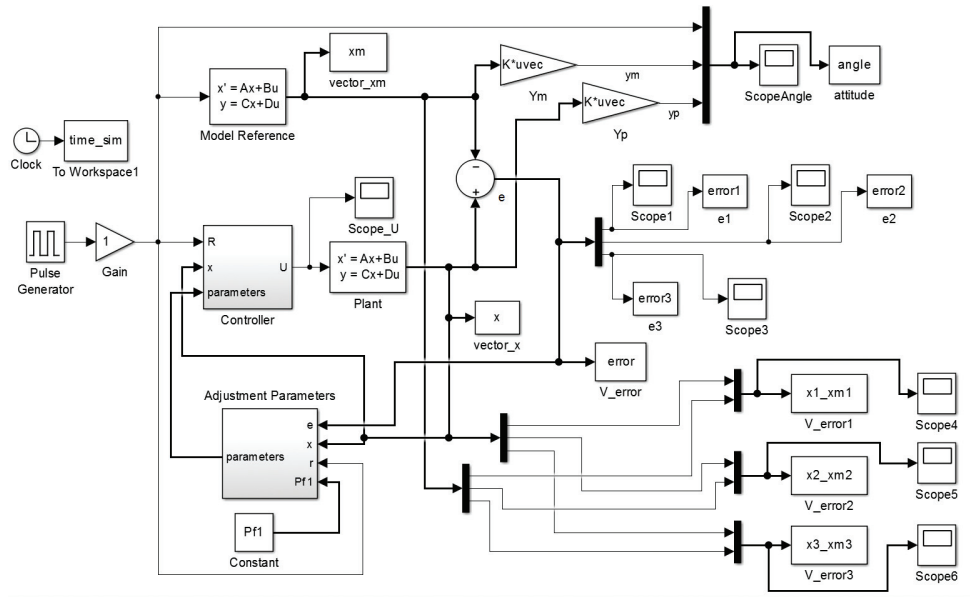 xm
vector_xm
x' = Ax+Bu
y = Cx+Du
Model Reference
K*uvec
Ym
ym
K*uvec
Yp
yp
ScopeAngle
angle
attitude
Clock
time_sim
To Workspace1
−
+
e
Scope_U
Scope1
error1
e1
Scope2
error2
e2
Pulse
Generator
1
Gain
R
x
parameters
U
Controller
x' = Ax+Bu
y = Cx+Du
Plant
error3
e3
Scope3
x
vector_x
error
V_error
Adjustment Parameters
parameters
e
x
r
Pf1
Pf1
Constant
x1_xm1
V_error1
Scope4
x2_xm2
V_error2
Scope5
x3_xm3
V_error3
Scope6